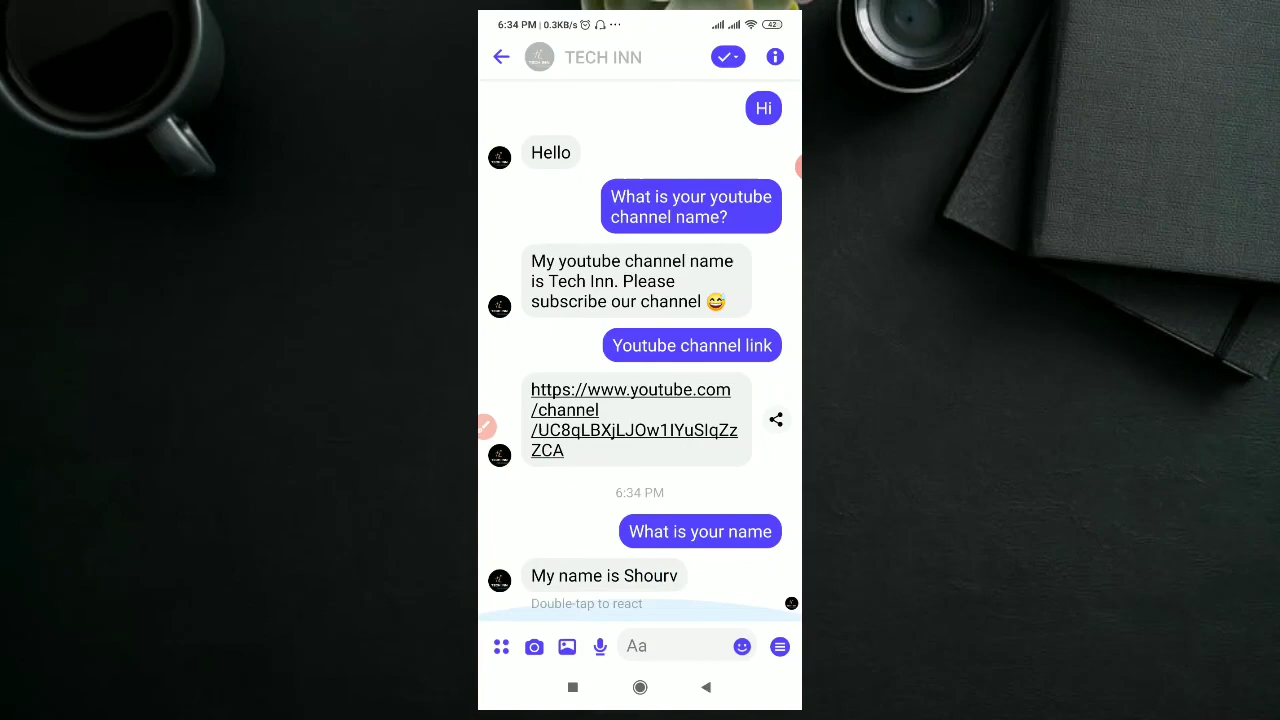 6:34 PM | 0.3KB/s ...
42
TECH INN
Hi
Hello
What is your youtube
channel name?
My youtube channel name
is Tech Inn. Please
subscribe our channel 😅
Youtube channel link
https://www.youtube.com
/channel
/UC8qLBXjLJOw1IYuSIqZz
ZCA
6:34 PM
What is your name
My name is Shourv
Double-tap to react
Aa